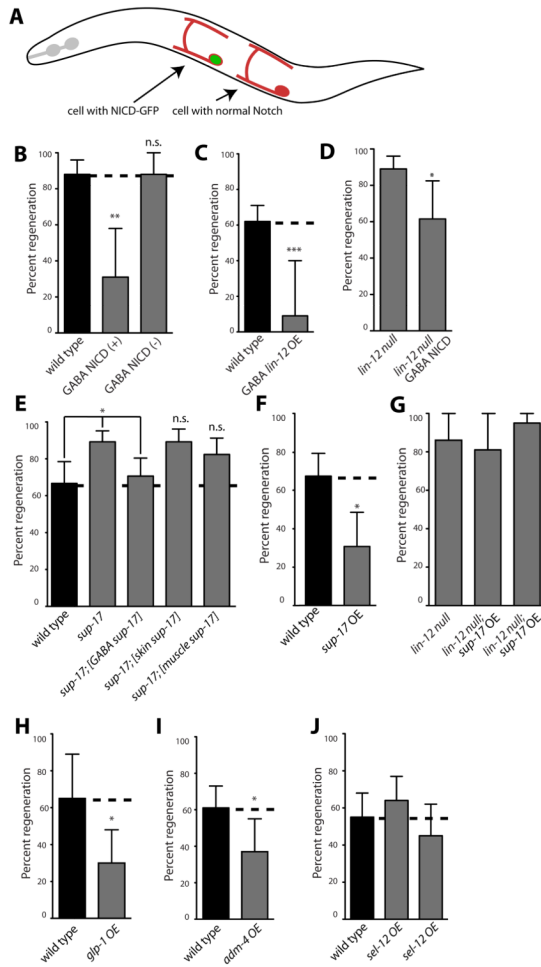 A
cell with NICD-GFP cell with normal Notch
B
Percent regeneration
100
80
60
40
20
0
**
n.s.
wild type
GABA NICD (+)
GABA NICD (-)
C
Percent regeneration
100
80
60
40
20
0
***
wild type
GABA lin-12 OE
D
Percent regeneration
100
80
60
40
20
0
*
lin-12 null
lin-12 null
GABA NICD
E
Percent regeneration
100
80
60
40
20
0
*
n.s.
n.s.
wild type
sup-17
sup-17; [GABA sup-17]
sup-17; [skin sup-17]
sup-17; [muscle sup-17]
F
Percent regeneration
100
80
60
40
20
0
*
wild type
sup-17 OE
G
Percent regeneration
100
80
60
40
20
0
lin-12 null
lin-12 null;
sup-17 OE
lin-12 null;
sup-17 OE
H
Percent regeneration
100
80
60
40
20
0
*
wild type
glp-1 OE
I
Percent regeneration
100
80
60
40
20
0
*
wild type
adm-4 OE
J
Percent regeneration
100
80
60
40
20
0
wild type
sel-12 OE
sel-12 OE